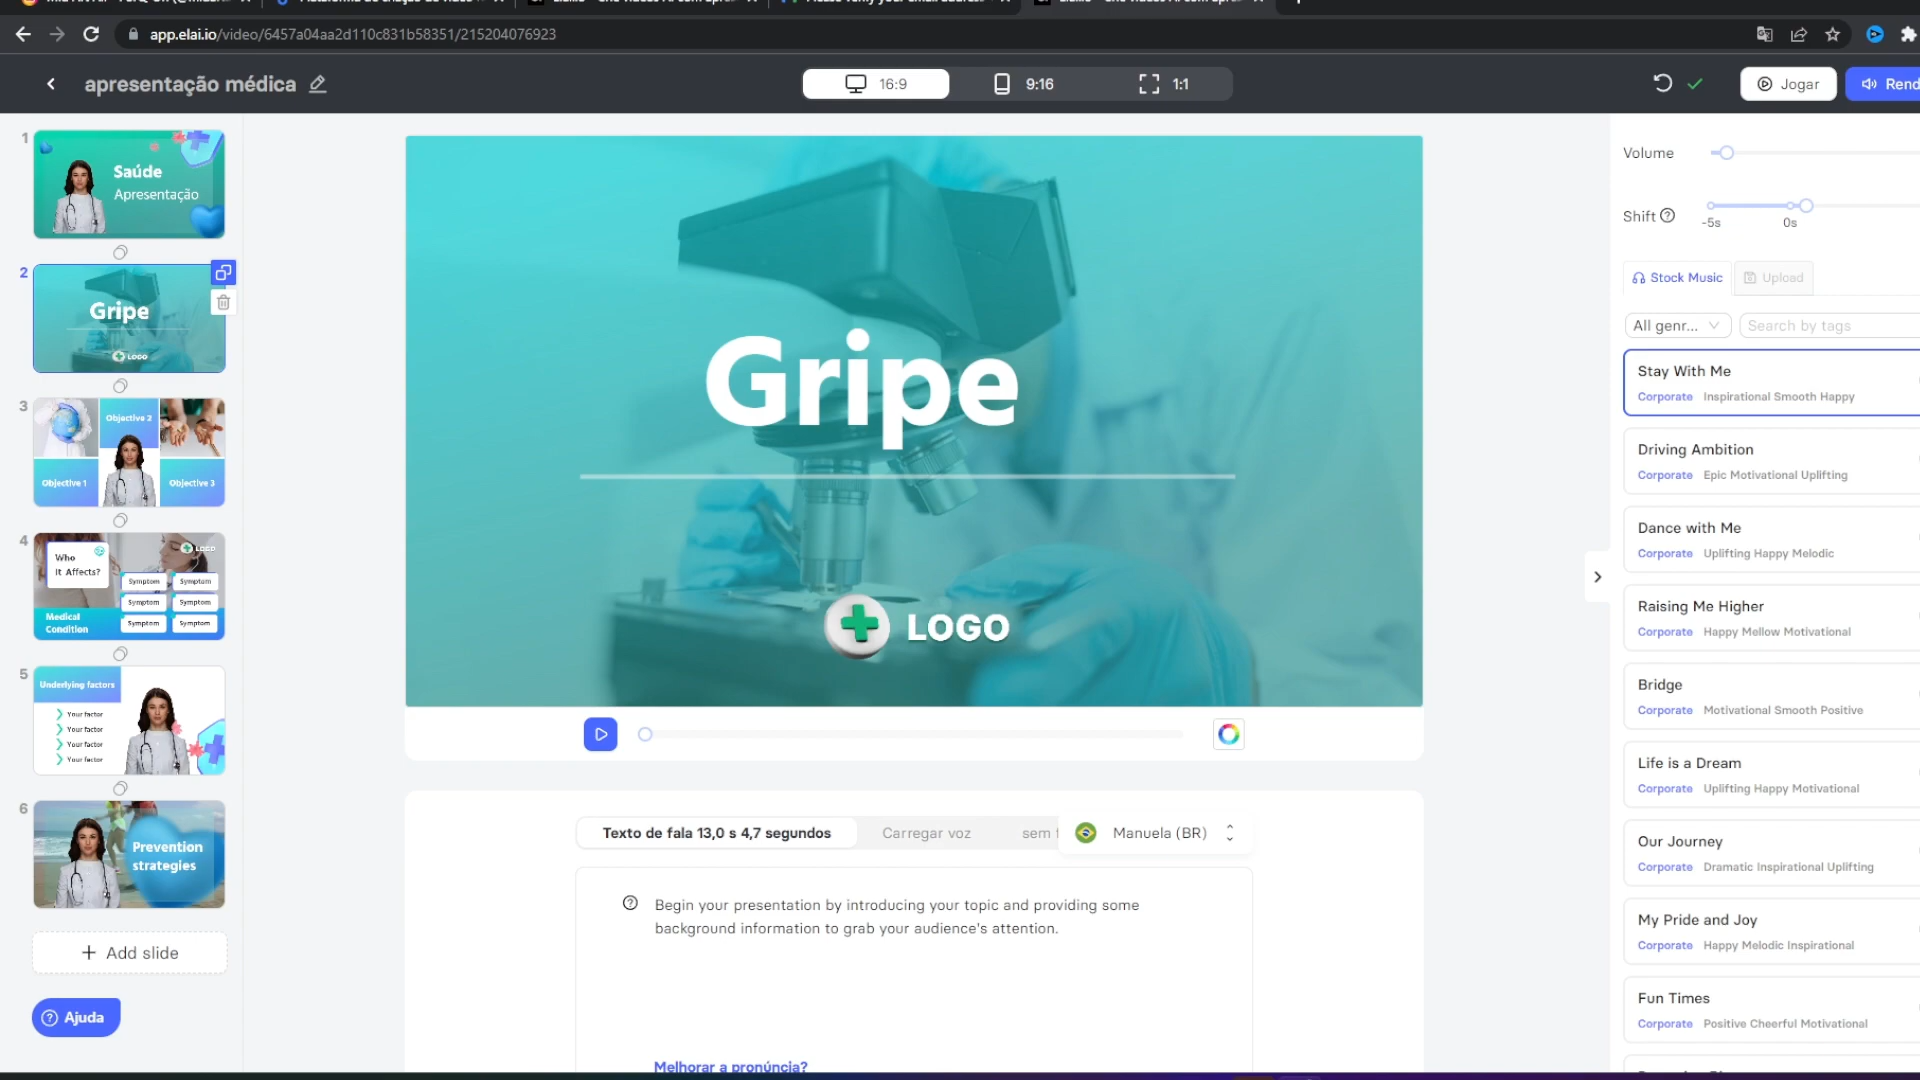 app.elai.io/video/6457a04aa2d110c831b58351/215204076923
apresentação médica
16:9
9:16
1:1
Jogar
1
Saúde
Apresentação
2
Gripe
LOGO
3
Objective 2
Objective 1
Objective 3
4
Who
It Affects?
LOGO
Symptom
Symptom
Symptom
Symptom
Symptom
Symptom
Medical
Condition
5
Underlying factors
Your factor
Your factor
Your factor
Your factor
6
Prevention
strategies
+ Add slide
Ajuda
Gripe
LOGO
Texto de fala 13,0 s 4,7 segundos
Carregar voz
sem
Manuela (BR)
Begin your presentation by introducing your topic and providing some
background information to grab your audience's attention.
Melhorar a pronúncia?
Volume
Shift
-5s
0s
Stock Music
Upload
All genr...
Search by tags
Stay With Me
Corporate Inspirational Smooth Happy
Driving Ambition
Corporate Epic Motivational Uplifting
Dance with Me
Corporate Uplifting Happy Melodic
Raising Me Higher
Corporate Happy Mellow Motivational
Bridge
Corporate Motivational Smooth Positive
Life is a Dream
Corporate Uplifting Happy Motivational
Our Journey
Corporate Dramatic Inspirational Uplifting
My Pride and Joy
Corporate Happy Melodic Inspirational
Fun Times
Corporate Positive Cheerful Motivational